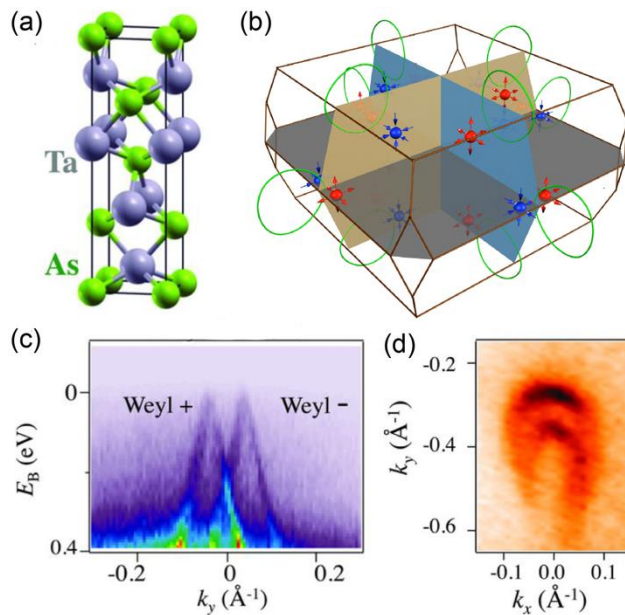 (a)
Ta
As
(b)
(c)
0
0.4
E_B (eV)
Weyl +
Weyl -
-0.2
0
0.2
k_y (Å⁻¹)
(d)
-0.2
-0.4
-0.6
k_y (Å⁻¹)
-0.1
0.0
0.1
k_x (Å⁻¹)